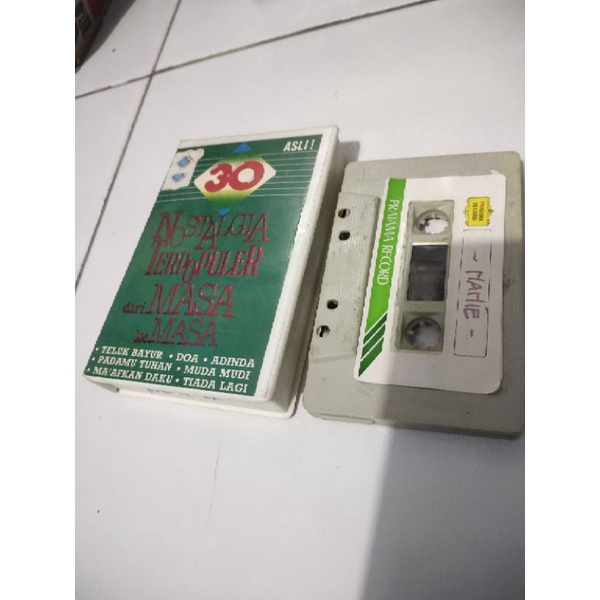 ASLI!
30
NOSTALGIA
TERPOPULER
dari MASA
ke MASA
• TELUK BAYUR • DOA • ADINDA
• PADAMU TUHAN • MUDA MUDI
• MA'AFKAN DAKU • TIADA LAGI
PRATAMA RECORD
~ MAMIE -